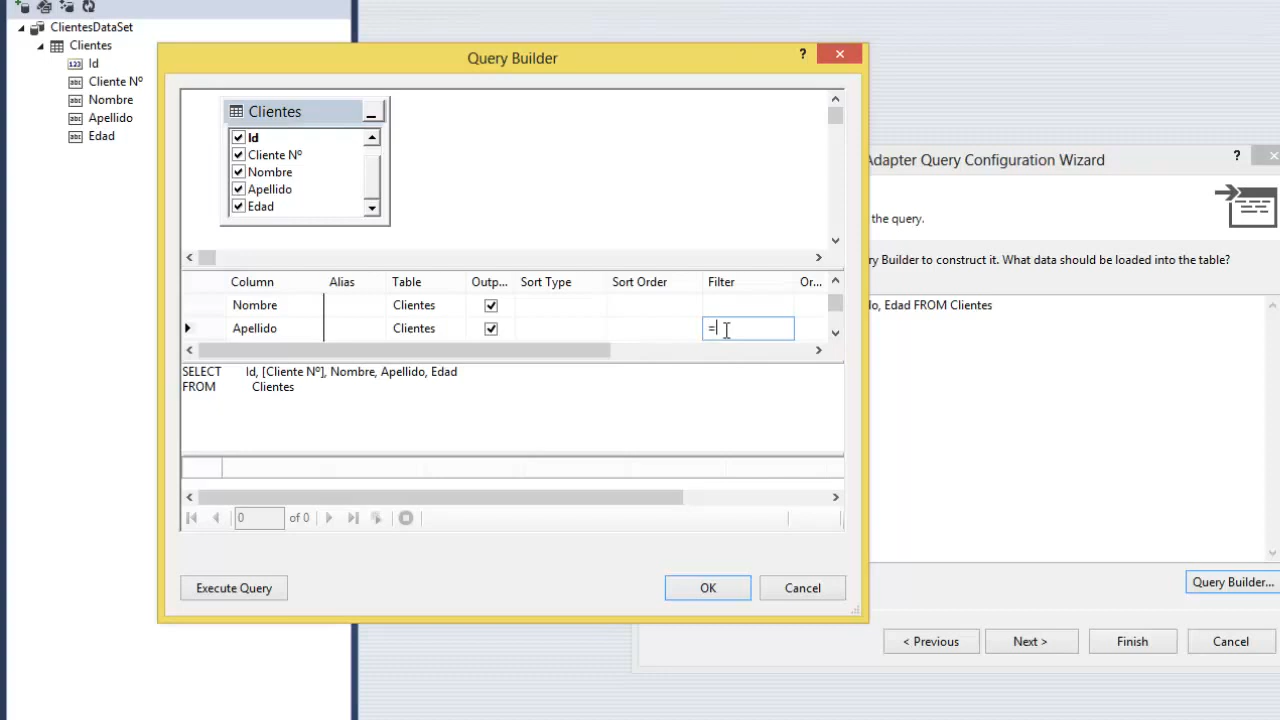 ClientesDataSet
Clientes
Id
Cliente Nº
Nombre
Apellido
Edad
Query Builder
?
Clientes
Id
Cliente Nº
Nombre
Apellido
Edad
Column Alias Table Outp... Sort Type Sort Order Filter Or...
Nombre Clientes
Apellido Clientes =
SELECT Id, [Cliente Nº], Nombre, Apellido, Edad
FROM Clientes
0 of 0
Execute Query OK Cancel
Adapter Query Configuration Wizard ?
the query.
ry Builder to construct it. What data should be loaded into the table?
lo, Edad FROM Clientes
Query Builder...
< Previous Next > Finish Cancel